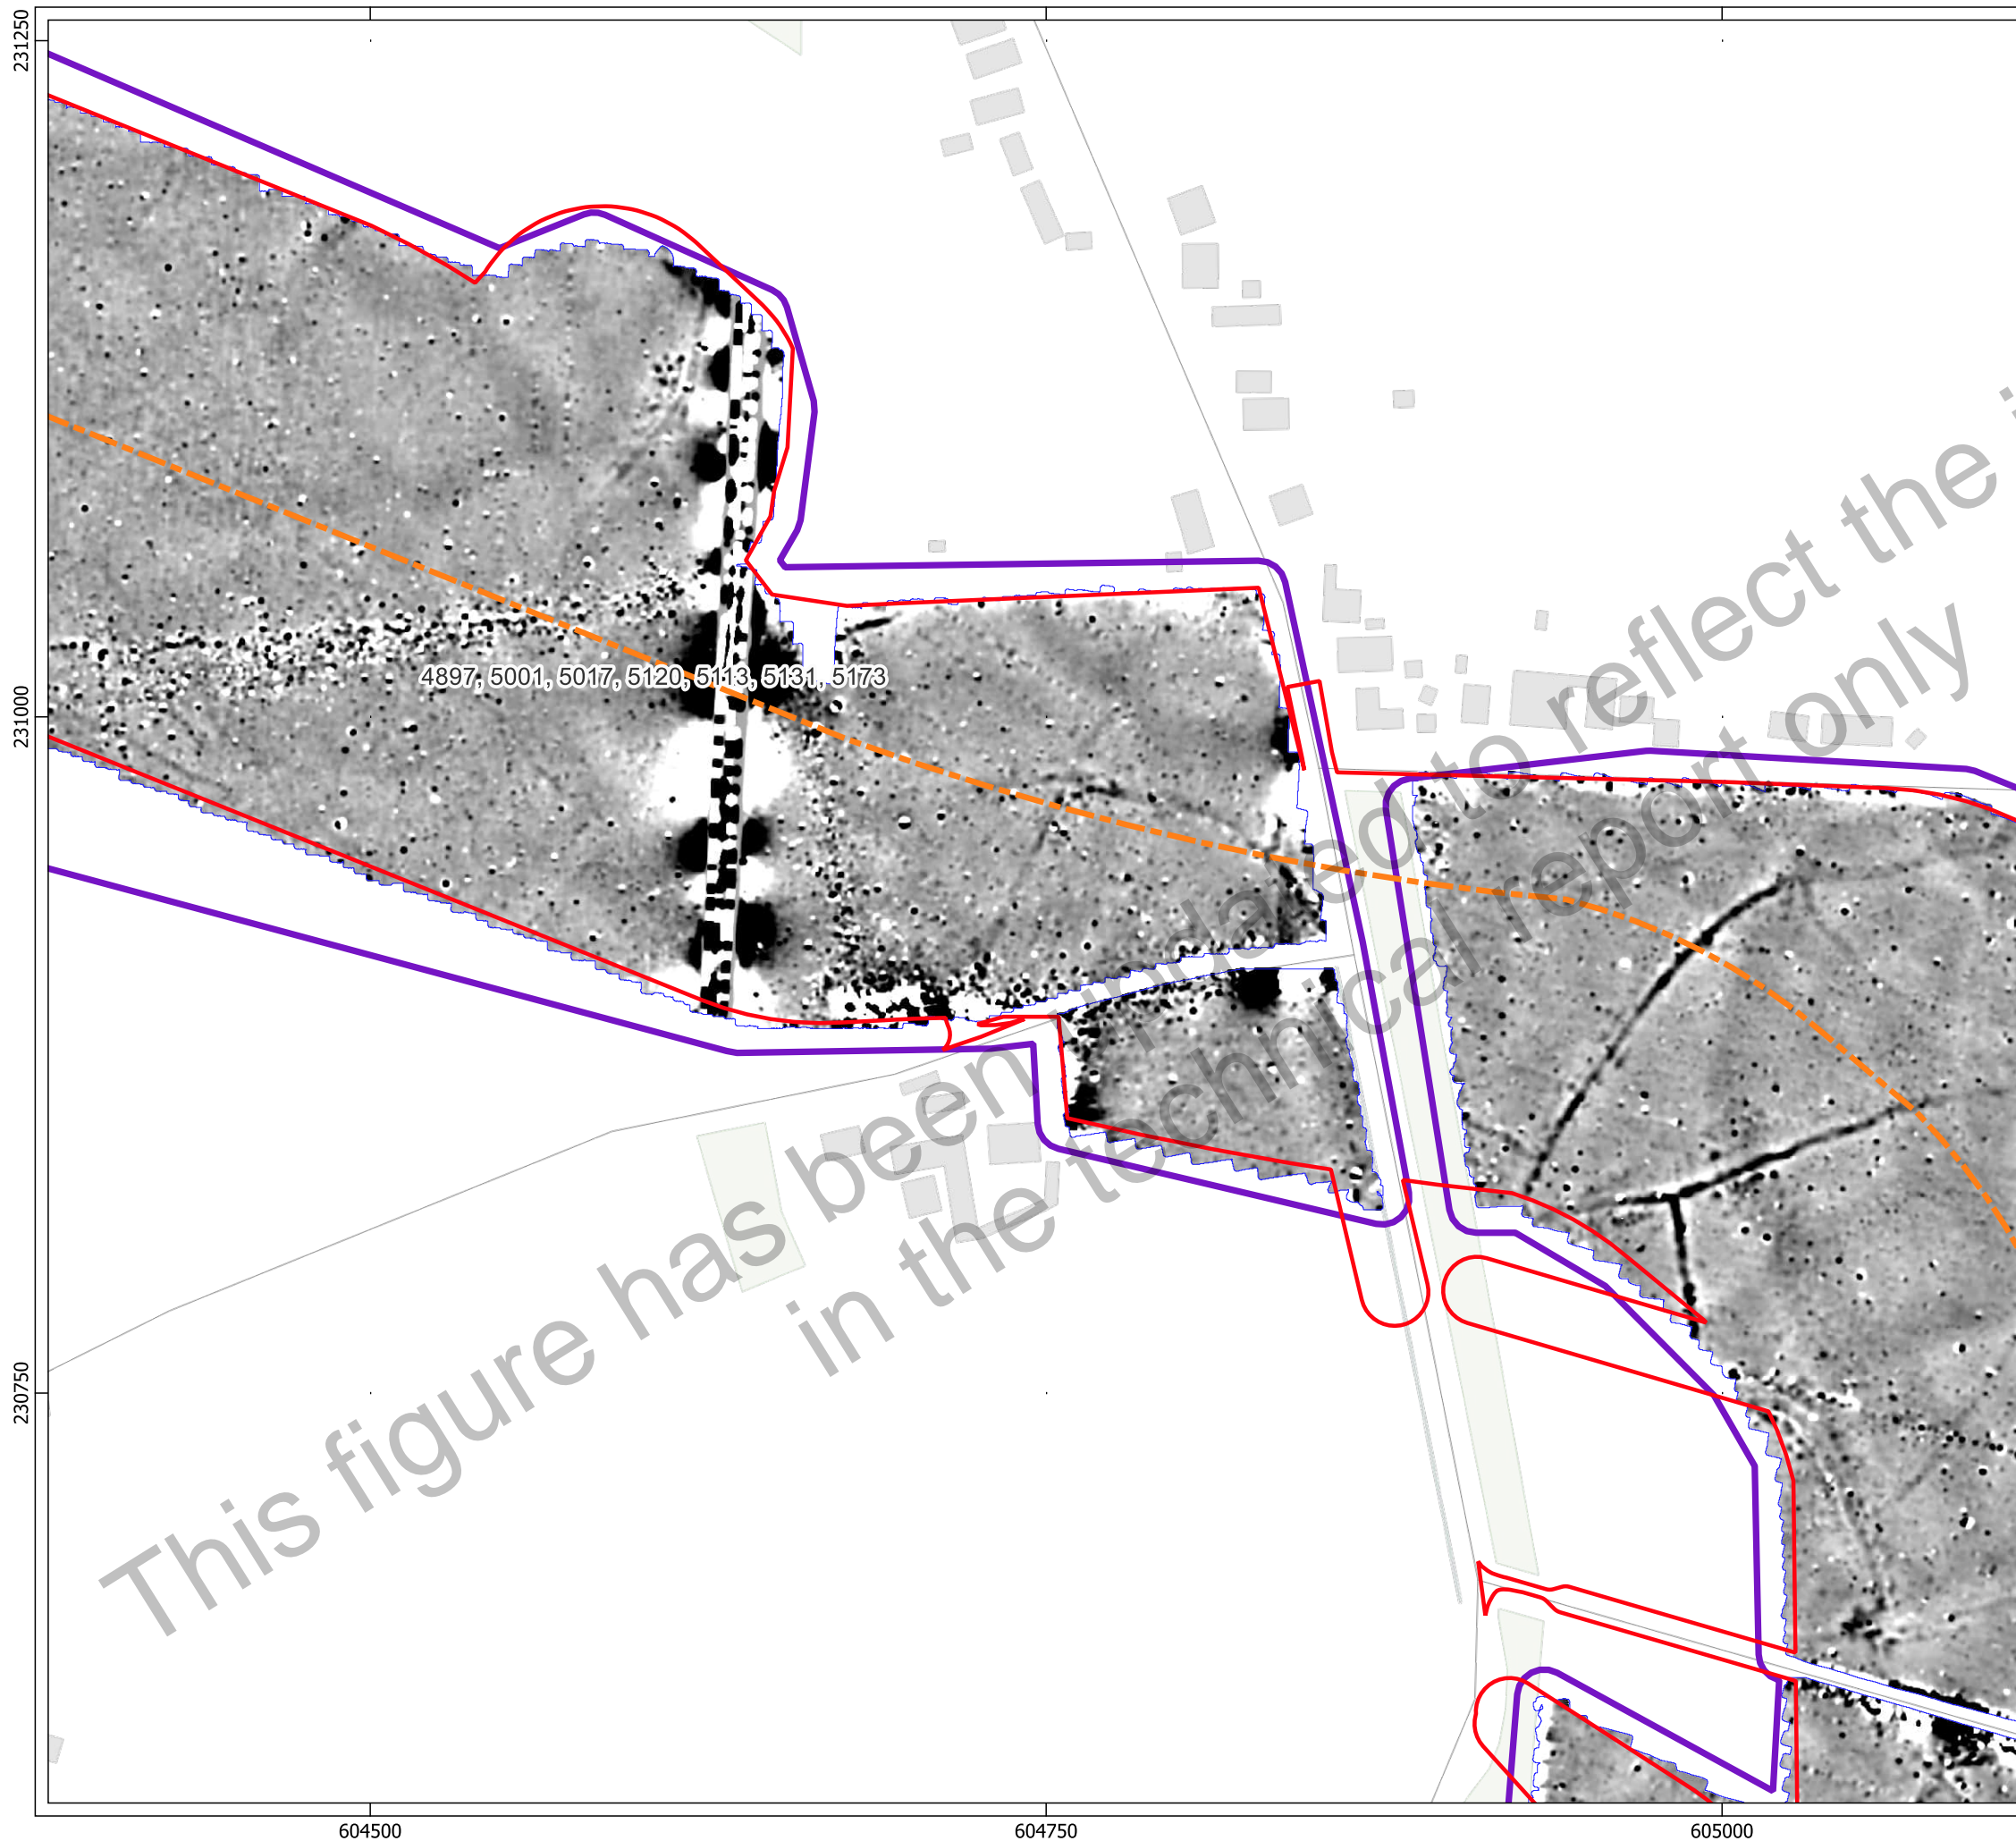 231250
4897, 5001, 5017, 5120, 5113, 5131, 5173
231000
230750
This figure has been updated to reflect the
in the technical report only
604500
604750
605000